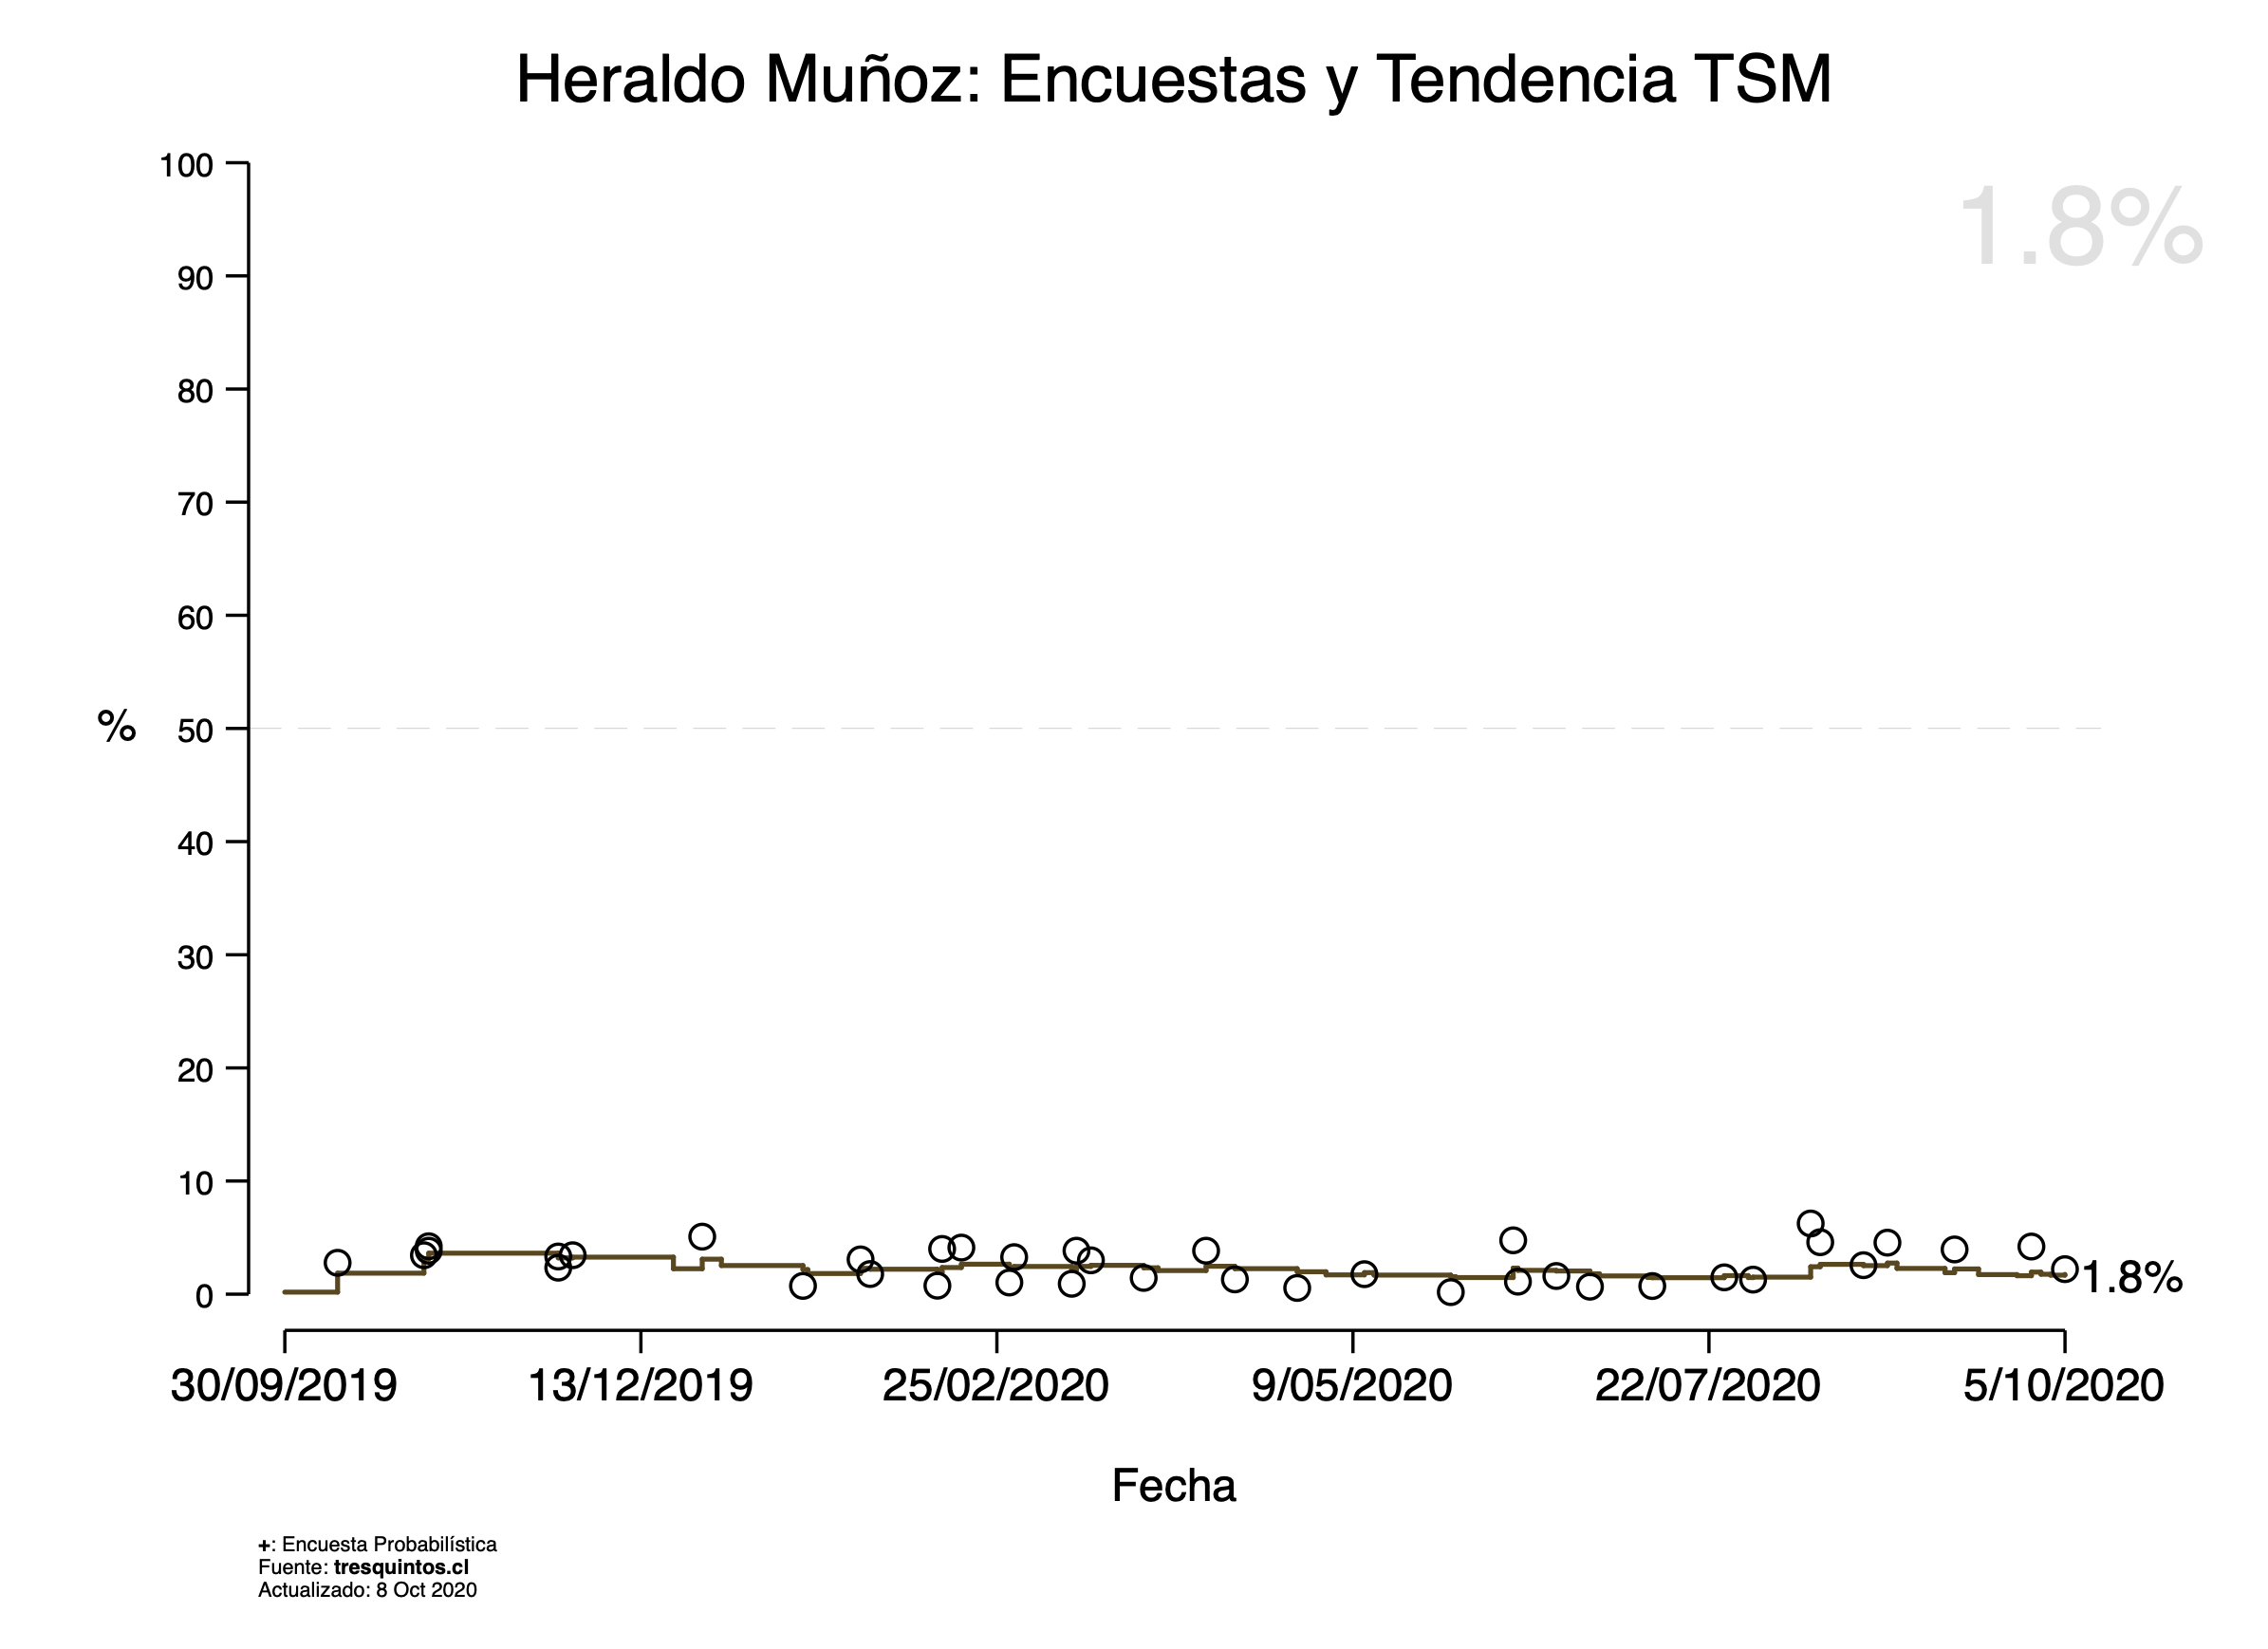 Heraldo Muñoz: Encuestas y Tendencia TSM
1.8%
100
90
80
70
60
50
40
30
20
10
0
%
1.8%
30/09/2019 13/12/2019 25/02/2020 9/05/2020 22/07/2020 5/10/2020
Fecha
+: Encuesta Probabilística
Fuente: tresquintos.cl
Actualizado: 8 Oct 2020